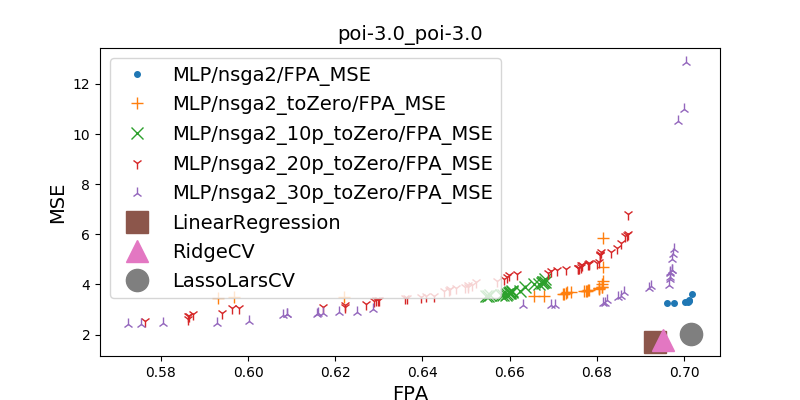 poi-3.0_poi-3.0
MLP/nsga2/FPA_MSE
MLP/nsga2_toZero/FPA_MSE
MLP/nsga2_10p_toZero/FPA_MSE
MLP/nsga2_20p_toZero/FPA_MSE
MLP/nsga2_30p_toZero/FPA_MSE
LinearRegression
RidgeCV
LassoLarsCV
MSE
12
10
8
6
4
2
0.58 0.60 0.62 0.64 0.66 0.68 0.70
FPA